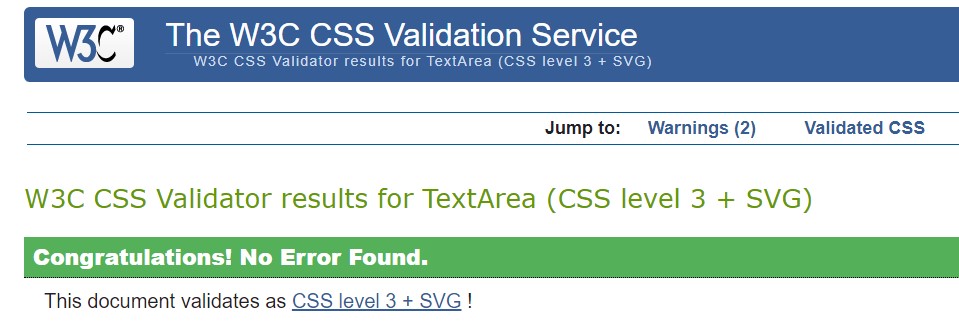 W3C®
The W3C CSS Validation Service
W3C CSS Validator results for TextArea (CSS level 3 + SVG)
Jump to: Warnings (2) Validated CSS
W3C CSS Validator results for TextArea (CSS level 3 + SVG)
Congratulations! No Error Found.
This document validates as CSS level 3 + SVG !